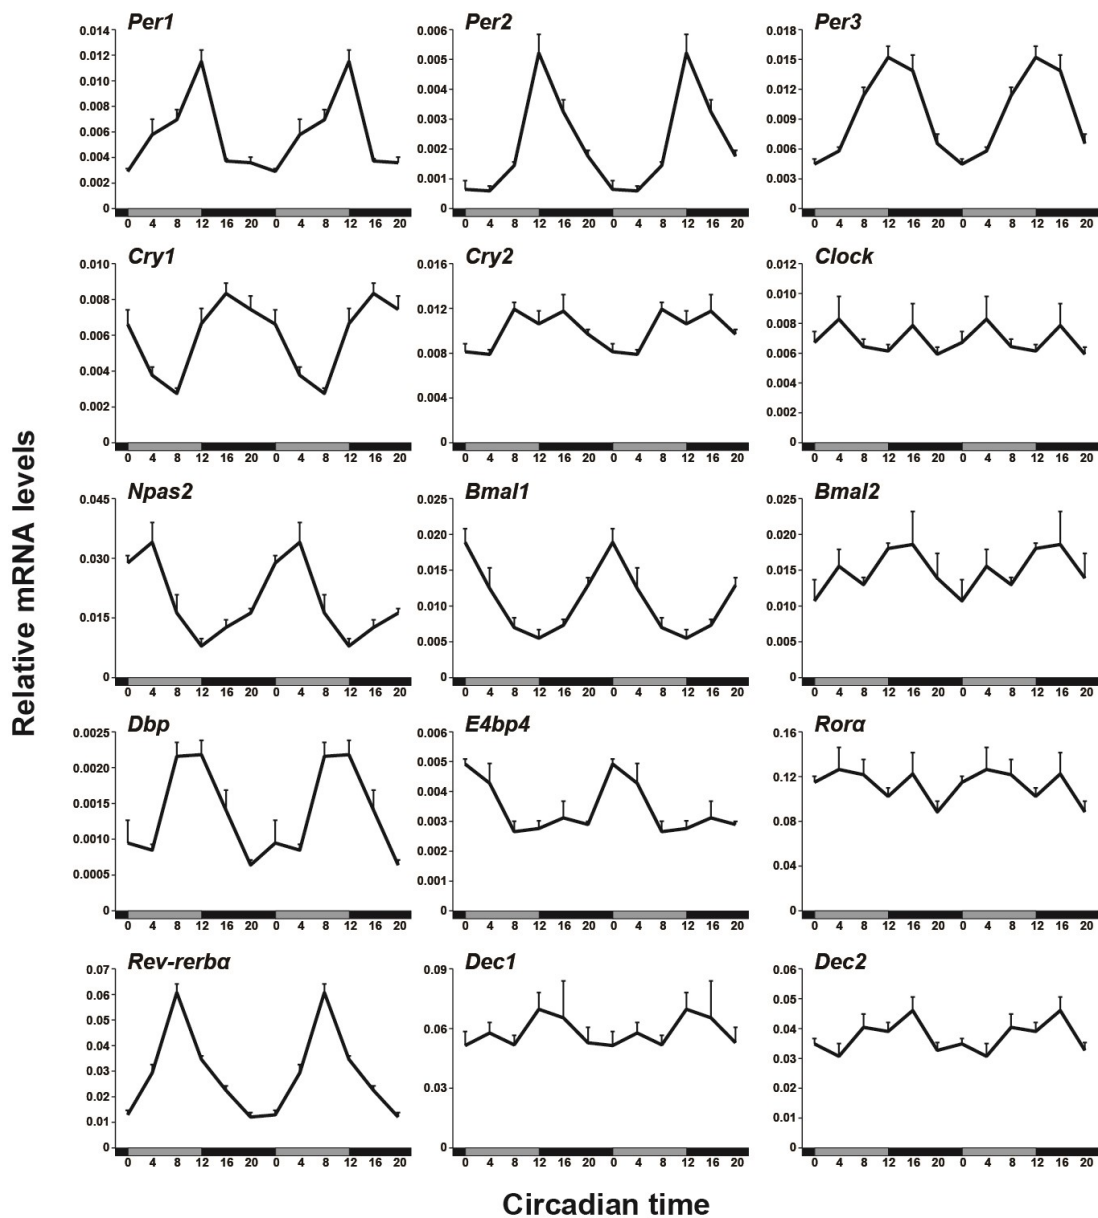 Relative mRNA levels
Per1
0.014
0.012
0.010
0.008
0.006
0.004
0.002
0
0 4 8 12 16 20 0 4 8 12 16 20
Per2
0.006
0.005
0.004
0.003
0.002
0.001
0
0 4 8 12 16 20 0 4 8 12 16 20
Per3
0.018
0.015
0.012
0.009
0.006
0.003
0
0 4 8 12 16 20 0 4 8 12 16 20
Cry1
0.010
0.008
0.006
0.004
0.002
0
0 4 8 12 16 20 0 4 8 12 16 20
Cry2
0.016
0.012
0.008
0.004
0
0 4 8 12 16 20 0 4 8 12 16 20
Clock
0.012
0.010
0.008
0.006
0.004
0.002
0
0 4 8 12 16 20 0 4 8 12 16 20
Npas2
0.045
0.030
0.015
0
0 4 8 12 16 20 0 4 8 12 16 20
Bmal1
0.025
0.020
0.015
0.010
0.005
0
0 4 8 12 16 20 0 4 8 12 16 20
Bmal2
0.025
0.020
0.015
0.010
0.005
0
0 4 8 12 16 20 0 4 8 12 16 20
Dbp
0.0025
0.0020
0.0015
0.0010
0.0005
0
0 4 8 12 16 20 0 4 8 12 16 20
E4bp4
0.006
0.005
0.004
0.003
0.002
0.001
0
0 4 8 12 16 20 0 4 8 12 16 20
Rorα
0.16
0.12
0.08
0.04
0
0 4 8 12 16 20 0 4 8 12 16 20
Rev-rerbα
0.07
0.06
0.05
0.04
0.03
0.02
0.01
0
0 4 8 12 16 20 0 4 8 12 16 20
Dec1
0.09
0.06
0.03
0
0 4 8 12 16 20 0 4 8 12 16 20
Dec2
0.06
0.05
0.04
0.03
0.02
0.01
0
0 4 8 12 16 20 0 4 8 12 16 20
Circadian time